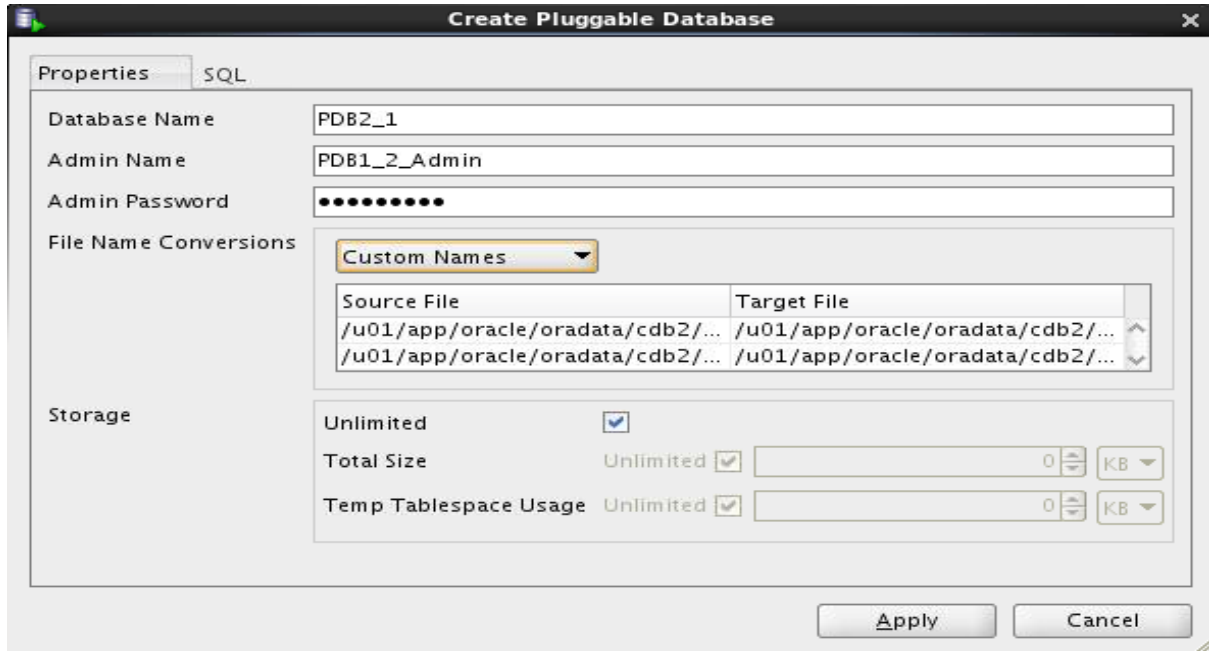 Create Pluggable Database
Properties SQL
Database Name PDB2_1
Admin Name PDB1_2_Admin
Admin Password •••••••••
File Name Conversions
Custom Names
Source File Target File
/u01/app/oracle/oradata/cdb2/... /u01/app/oracle/oradata/cdb2/...
/u01/app/oracle/oradata/cdb2/... /u01/app/oracle/oradata/cdb2/...
Storage
Unlimited
Total Size Unlimited 0 KB
Temp Tablespace Usage Unlimited 0 KB
Apply Cancel